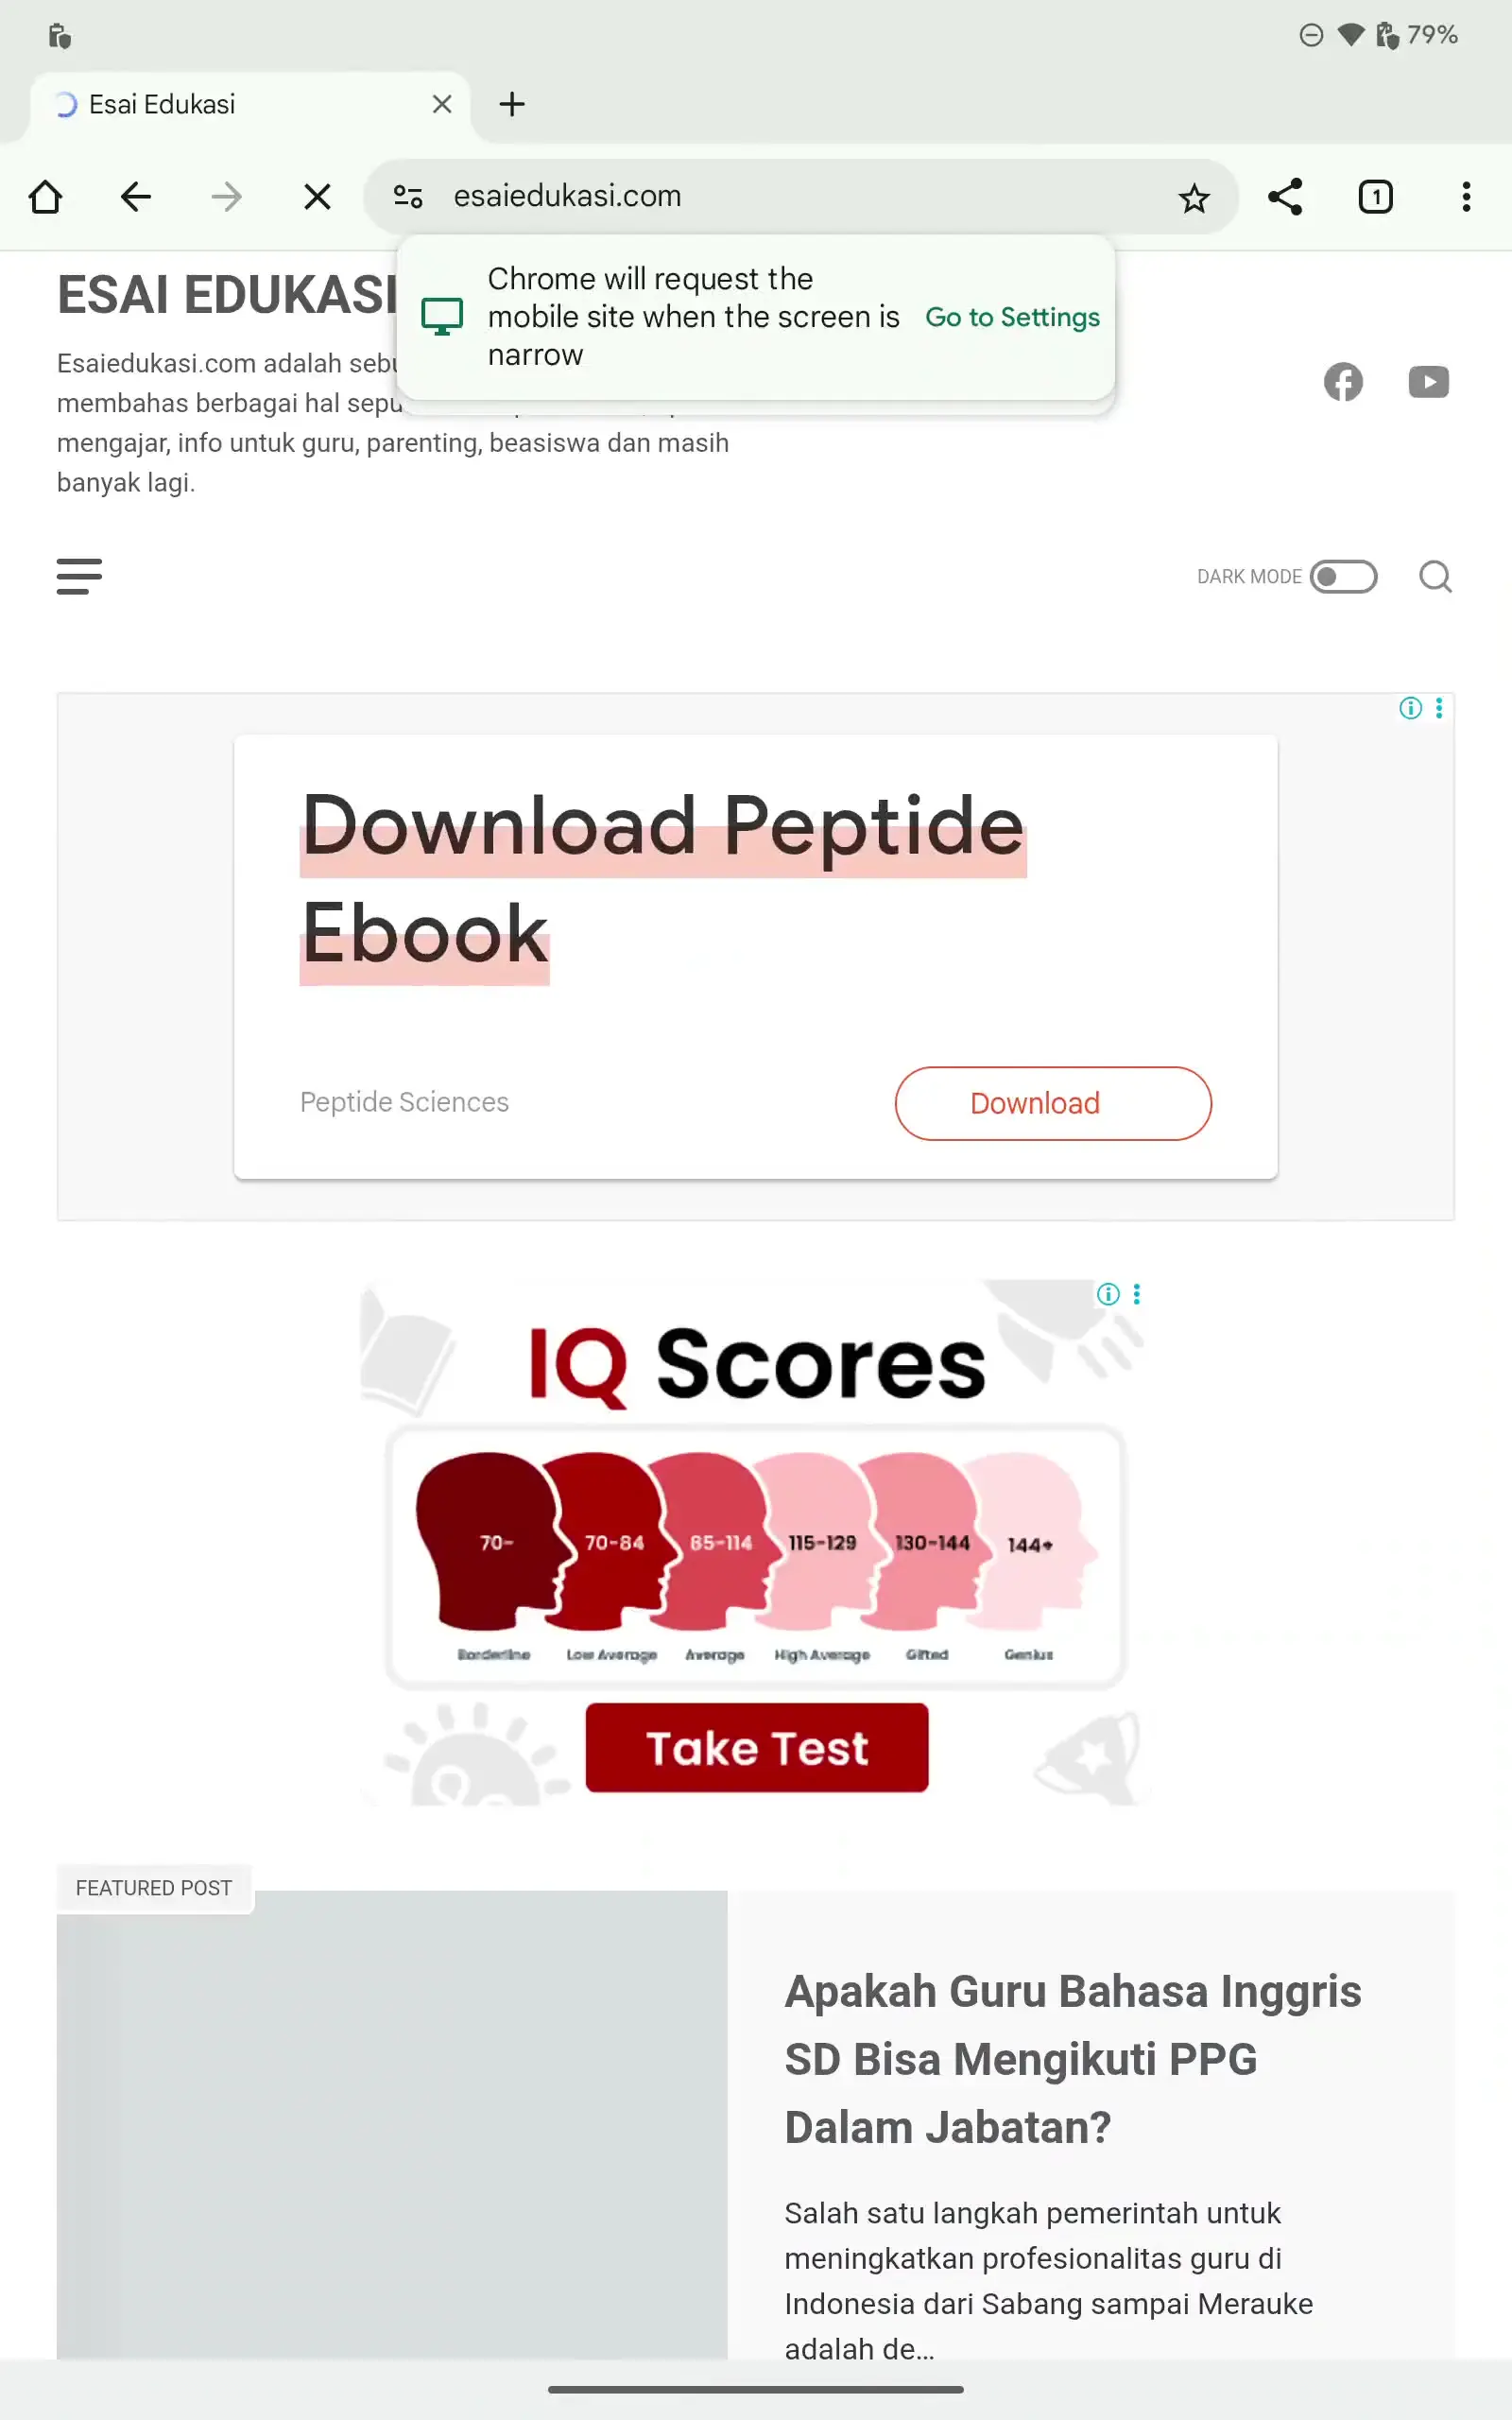 79%
Esai Edukasi
esaiedukasi.com
1
Chrome will request the
mobile site when the screen is
narrow
Go to Settings
ESAI EDUKASI
Esaiedukasi.com adalah
membahas berbagai hal
mengajar, info untuk guru, parenting, beasiswa dan masih
banyak lagi.
DARK MODE
Download Peptide
Ebook
Peptide Sciences
Download
IQ Scores
70-
70-84
85-114
115-129
130-144
144+
Borderline
Low Average
Average
High Average
Gifted
Genius
Take Test
FEATURED POST
Apakah Guru Bahasa Inggris
SD Bisa Mengikuti PPG
Dalam Jabatan?
Salah satu langkah pemerintah untuk
meningkatkan profesionalitas guru di
Indonesia dari Sabang sampai Merauke
adalah de...